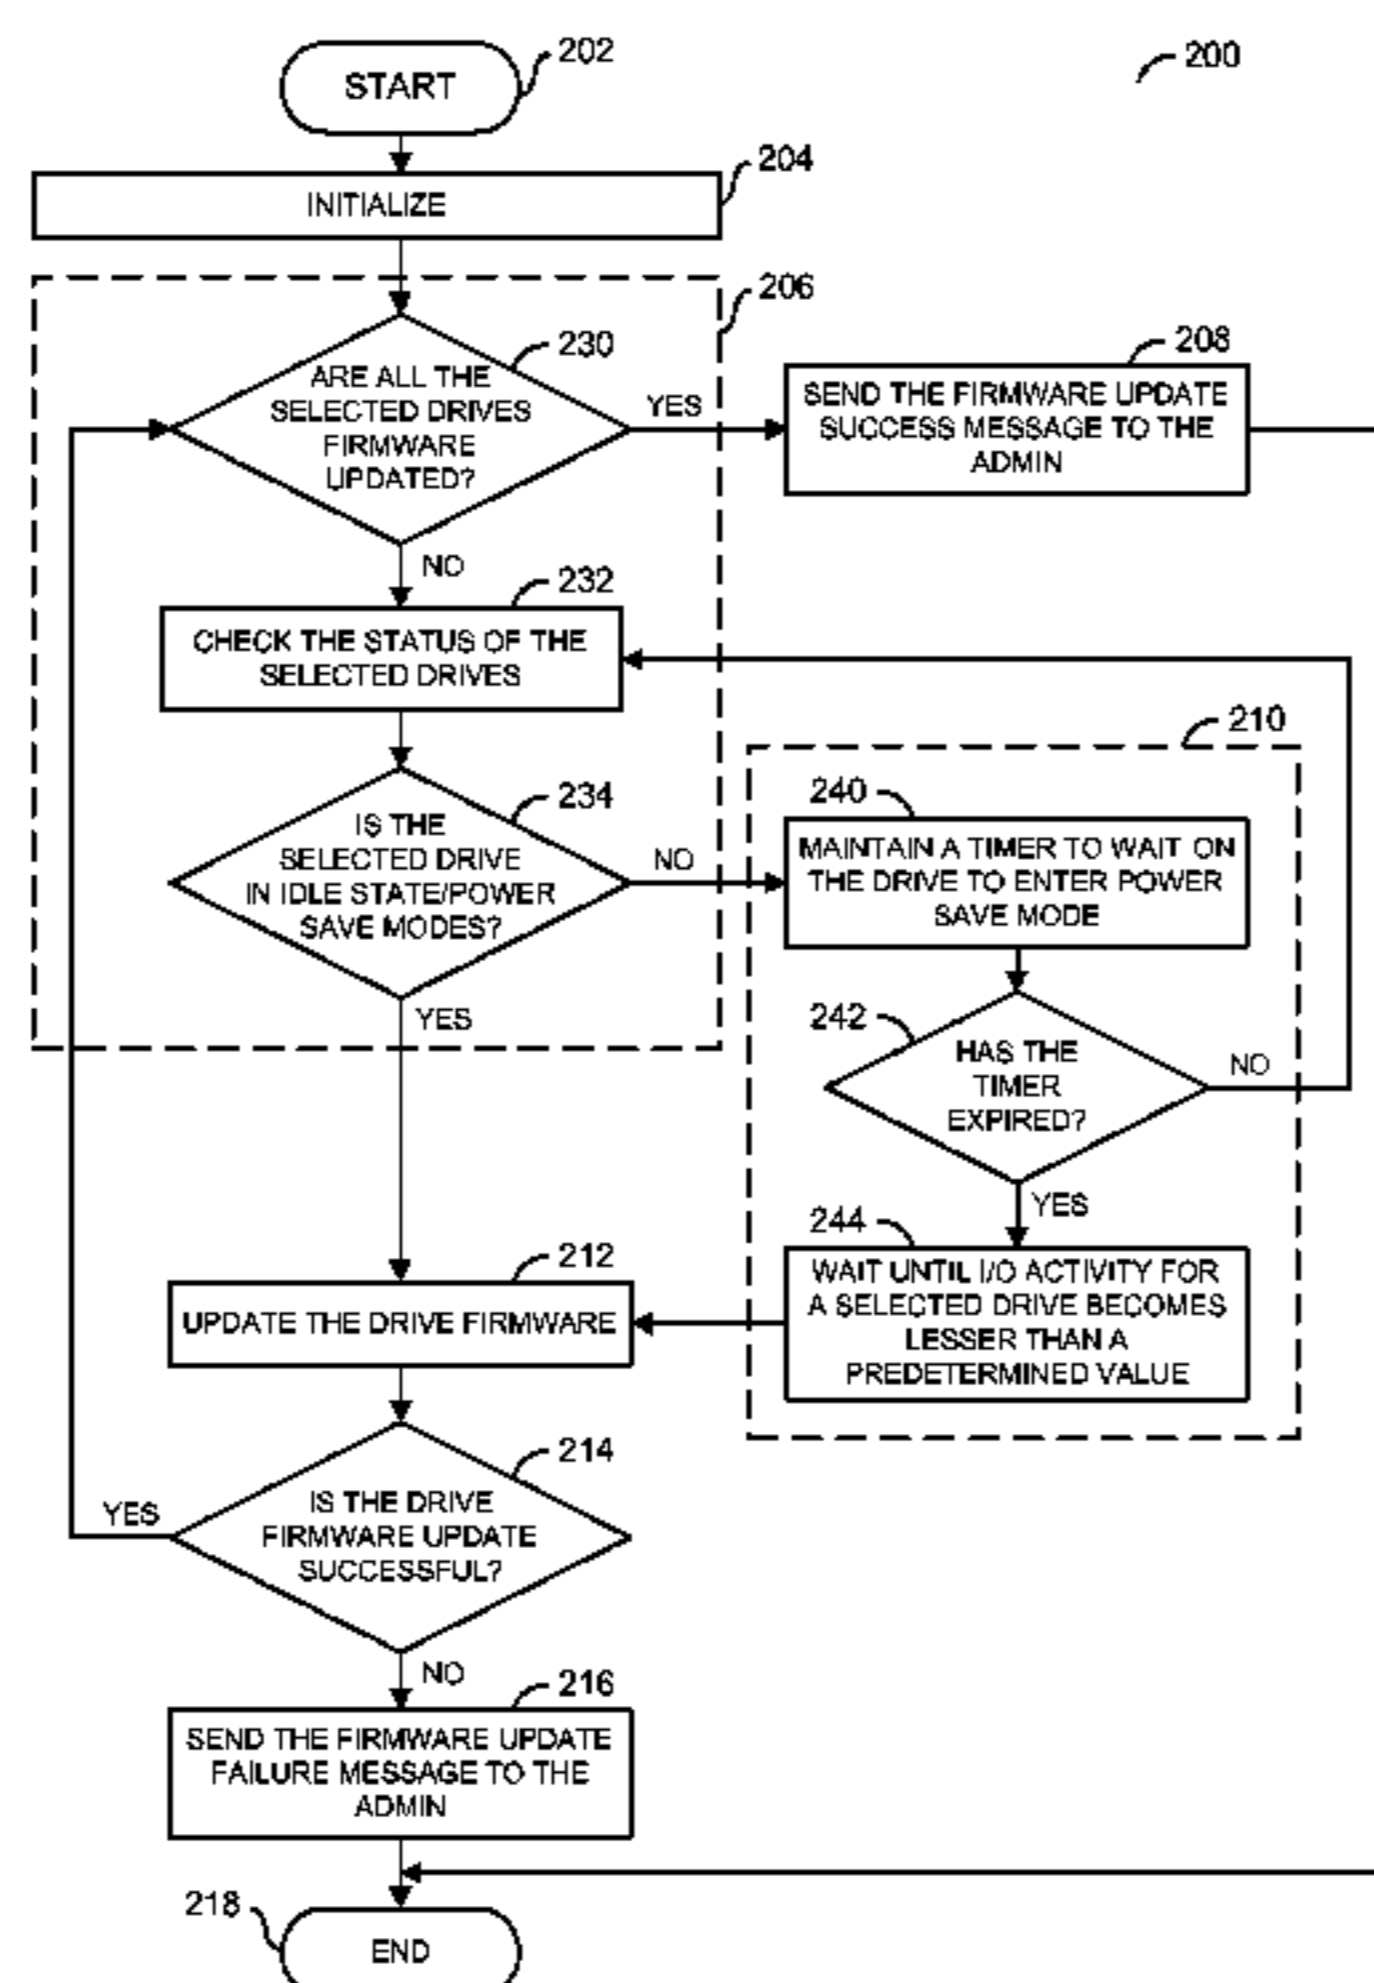 200
START
202
INITIALIZE
204
206
ARE ALL THE
SELECTED DRIVES
FIRMWARE
UPDATED?
230
YES
NO
SEND THE FIRMWARE UPDATE
SUCCESS MESSAGE TO THE
ADMIN
208
CHECK THE STATUS OF THE
SELECTED DRIVES
232
IS THE
SELECTED DRIVE
IN IDLE STATE/POWER
SAVE MODES?
234
NO
YES
210
240
MAINTAIN A TIMER TO WAIT ON
THE DRIVE TO ENTER POWER
SAVE MODE
242
HAS THE
TIMER
EXPIRED?
NO
YES
244
WAIT UNTIL I/O ACTIVITY FOR
A SELECTED DRIVE BECOMES
LESSER THAN A
PREDETERMINED VALUE
212
UPDATE THE DRIVE FIRMWARE
214
IS THE DRIVE
FIRMWARE UPDATE
SUCCESSFUL?
YES
NO
216
SEND THE FIRMWARE UPDATE
FAILURE MESSAGE TO THE
ADMIN
218
END